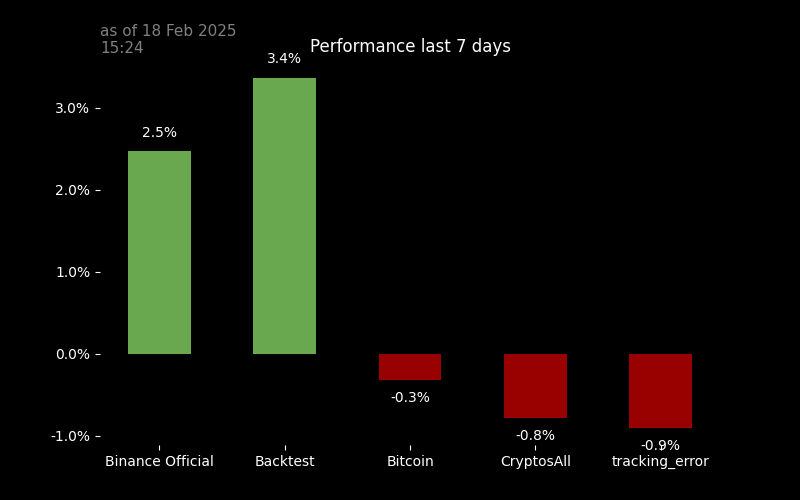 as of 18 Feb 2025
15:24
Performance last 7 days
3.4%
3.0%
2.5%
2.0%
1.0%
0.0%
-0.3%
-0.8%
-1.0%
-0.9%
Binance Official
Backtest
Bitcoin
CryptosAll
tracking_error